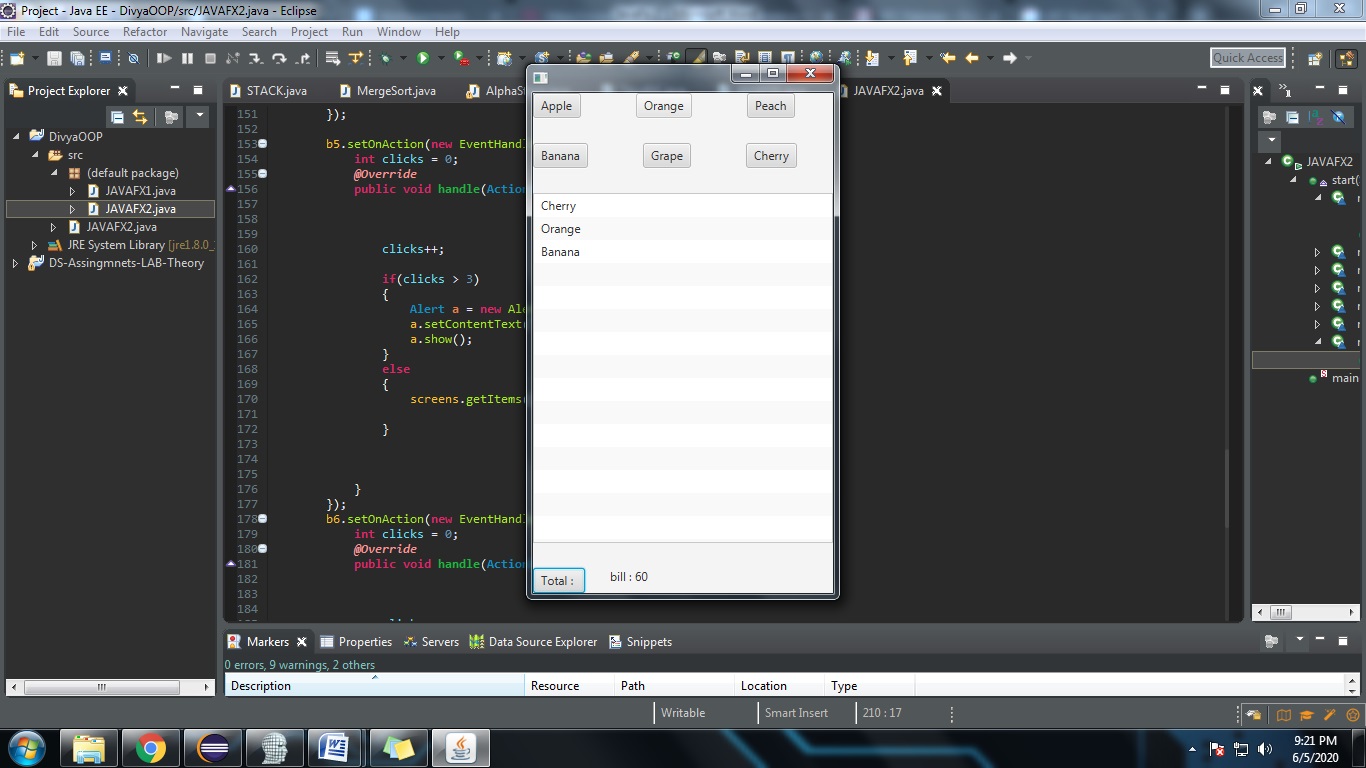 Project - Java EE - DivyaOOP/src/JAVAFX2.java - Eclipse
File Edit Source Refactor Navigate Search Project Run Window Help
Quick Access
Project Explorer
DivyaOOP
src
(default package)
JAVAFX1.java
JAVAFX2.java
JAVAFX2.java
JRE System Library [jre1.8.0_
DS-Assingmnets-LAB-Theory
STACK.java MergeSort.java AlphaSt JAVAFX2.java
151 });
152
153 b5.setOnAction(new EventHandl
154 int clicks = 0;
155 @Override
156 public void handle(Action
157
158
160 clicks++;
161
162 if(clicks > 3)
163 {
164 Alert a = new Ale
165 a.setContentText(
166 a.show();
167 }
168 else
169 {
170 screens.getItems(
171
172 }
173
174
175
176 }
177 });
178 b6.setOnAction(new EventHandl
179 int clicks = 0;
180 @Override
181 public void handle(Action
182
183
184
Apple Orange Peach
Banana Grape Cherry
Cherry
Orange
Banana
Total : bill : 60
JAVAFX2
start(
main
Markers Properties Servers Data Source Explorer Snippets
0 errors, 9 warnings, 2 others
Description Resource Path Location Type
Writable Smart Insert 210 : 17
9:21 PM
6/5/2020